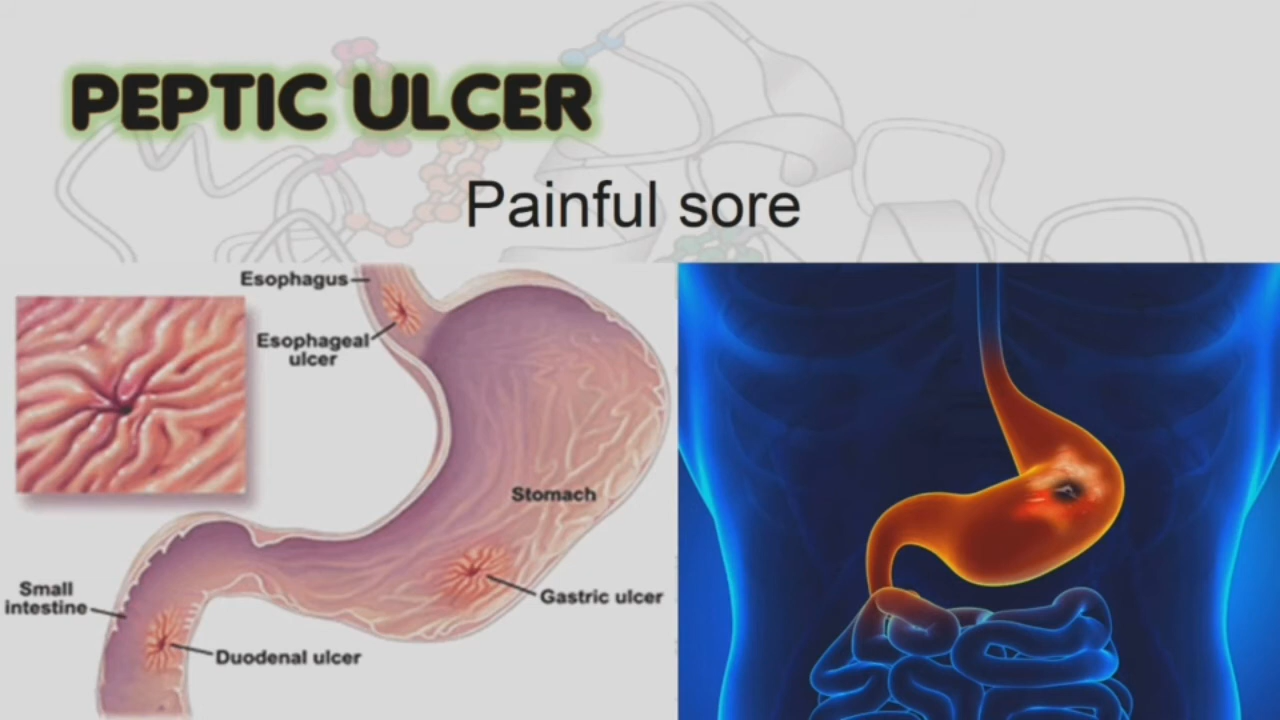 PEPTIC ULCER
Painful sore
Esophagus
Esophageal
ulcer
Stomach
Small
intestine
Gastric ulcer
Duodenal ulcer